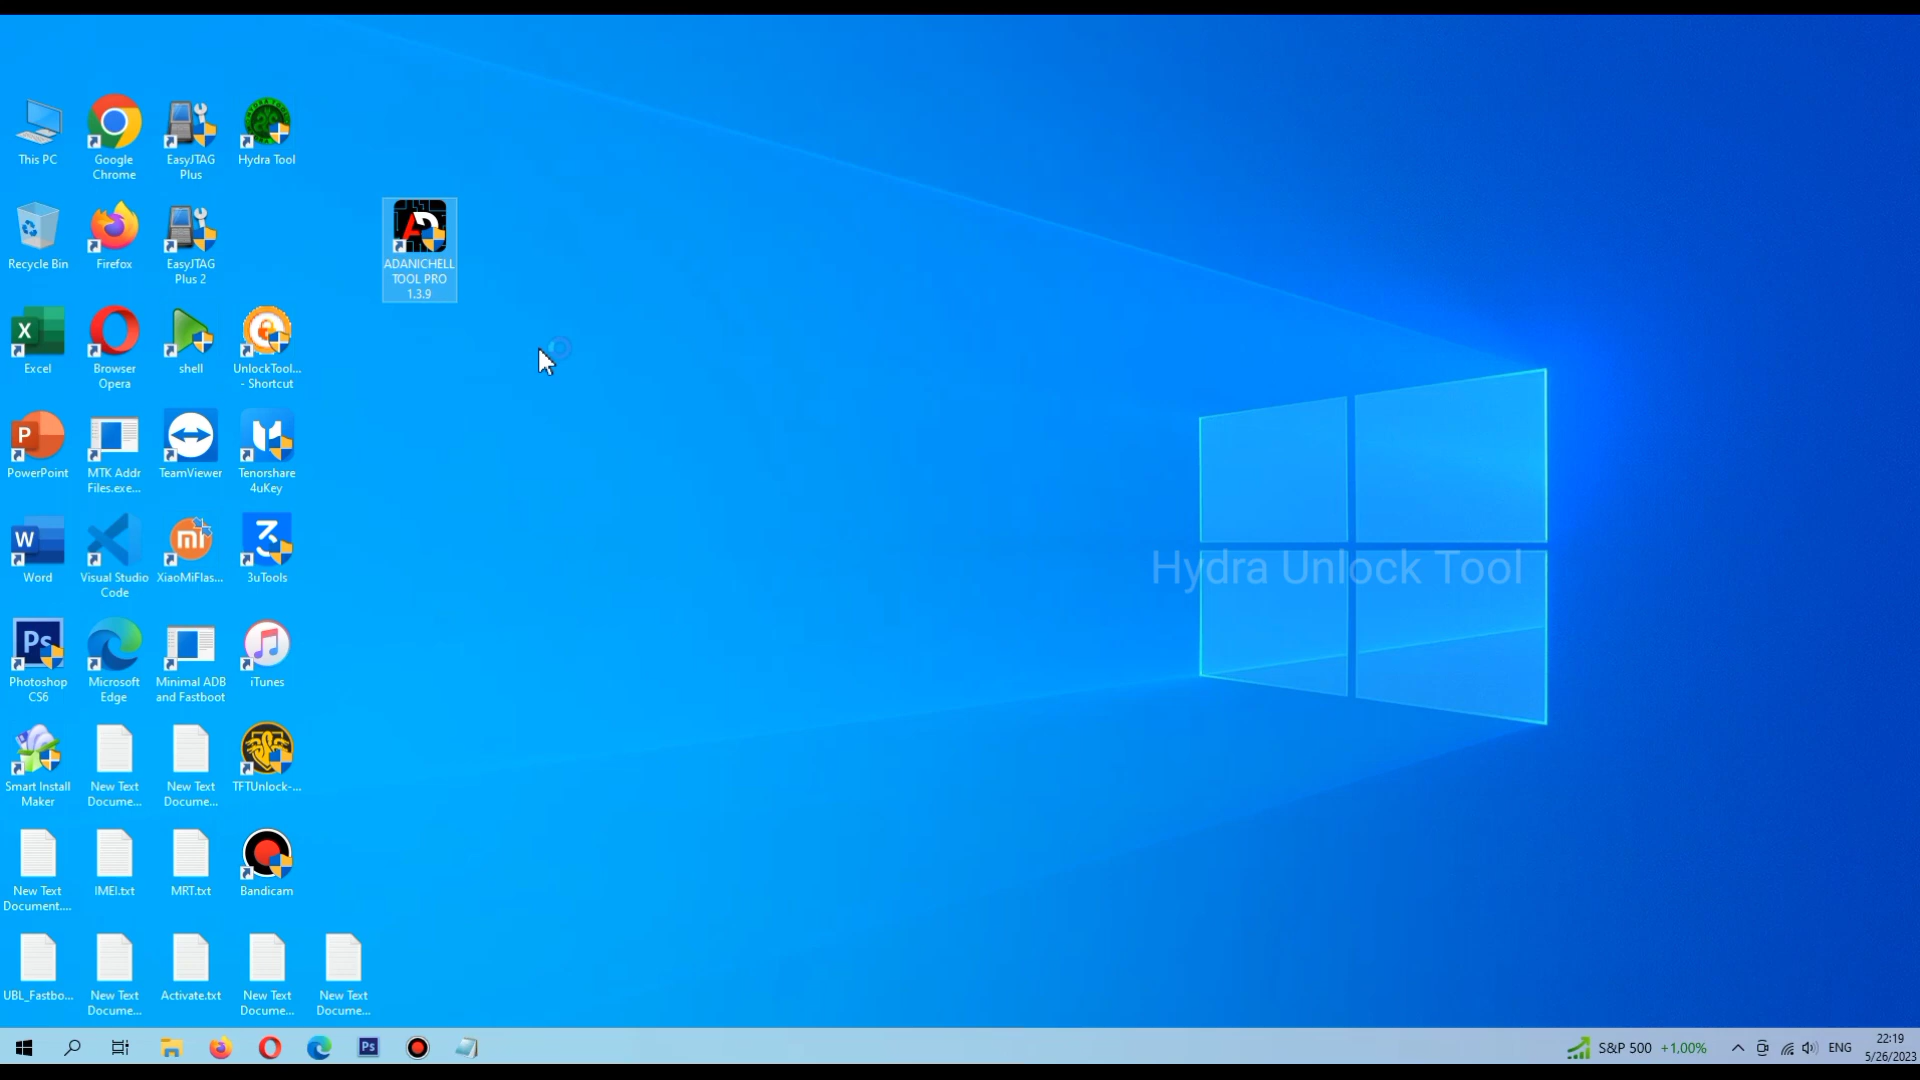 This PC
Google
Chrome
EasyJTAG
Plus
Hydra Tool
Recycle Bin
Firefox
EasyJTAG
Plus 2
ADANICHELL
TOOL PRO
1.3.9
Excel
Browser
Opera
shell
UnlockTool...
- Shortcut
PowerPoint
MTK Addr
Files.exe...
TeamViewer
Tenorshare
4uKey
Word
Visual Studio
Code
XiaoMiFlas...
3uTools
Photoshop
CS6
Microsoft
Edge
Minimal ADB
and Fastboot
iTunes
Smart Install
Maker
New Text
Docume...
New Text
Docume...
TFTUnlock-...
New Text
Document....
IMEI.txt
MRT.txt
Bandicam
UBL_Fastbo...
New Text
Docume...
Activate.txt
New Text
Docume...
New Text
Docume...
Hydra Unlock Tool
S&P 500 +1,00%
ENG
22:19
5/26/2023